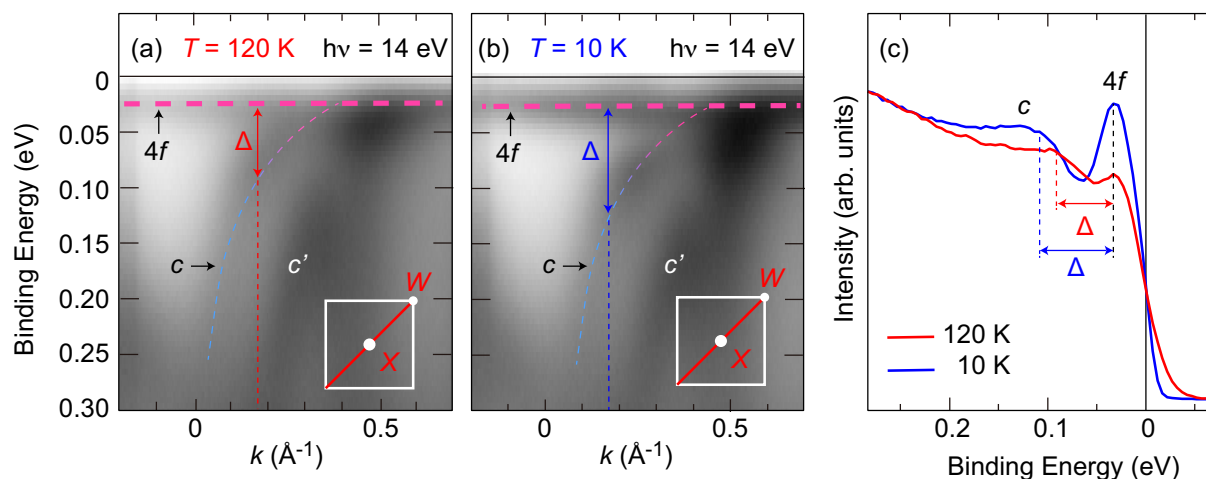 (a) T = 120 K hν = 14 eV
0
0.05
0.10
0.15
0.20
0.25
0.30
Binding Energy (eV)
4f
Δ
c
c'
W
X
0
0.5
k (Å-1)
(b) T = 10 K hν = 14 eV
4f
Δ
c
c'
W
X
0
0.5
k (Å-1)
(c)
4f
c
Δ
Δ
120 K
10 K
Intensity (arb. units)
0.2
0.1
0
Binding Energy (eV)